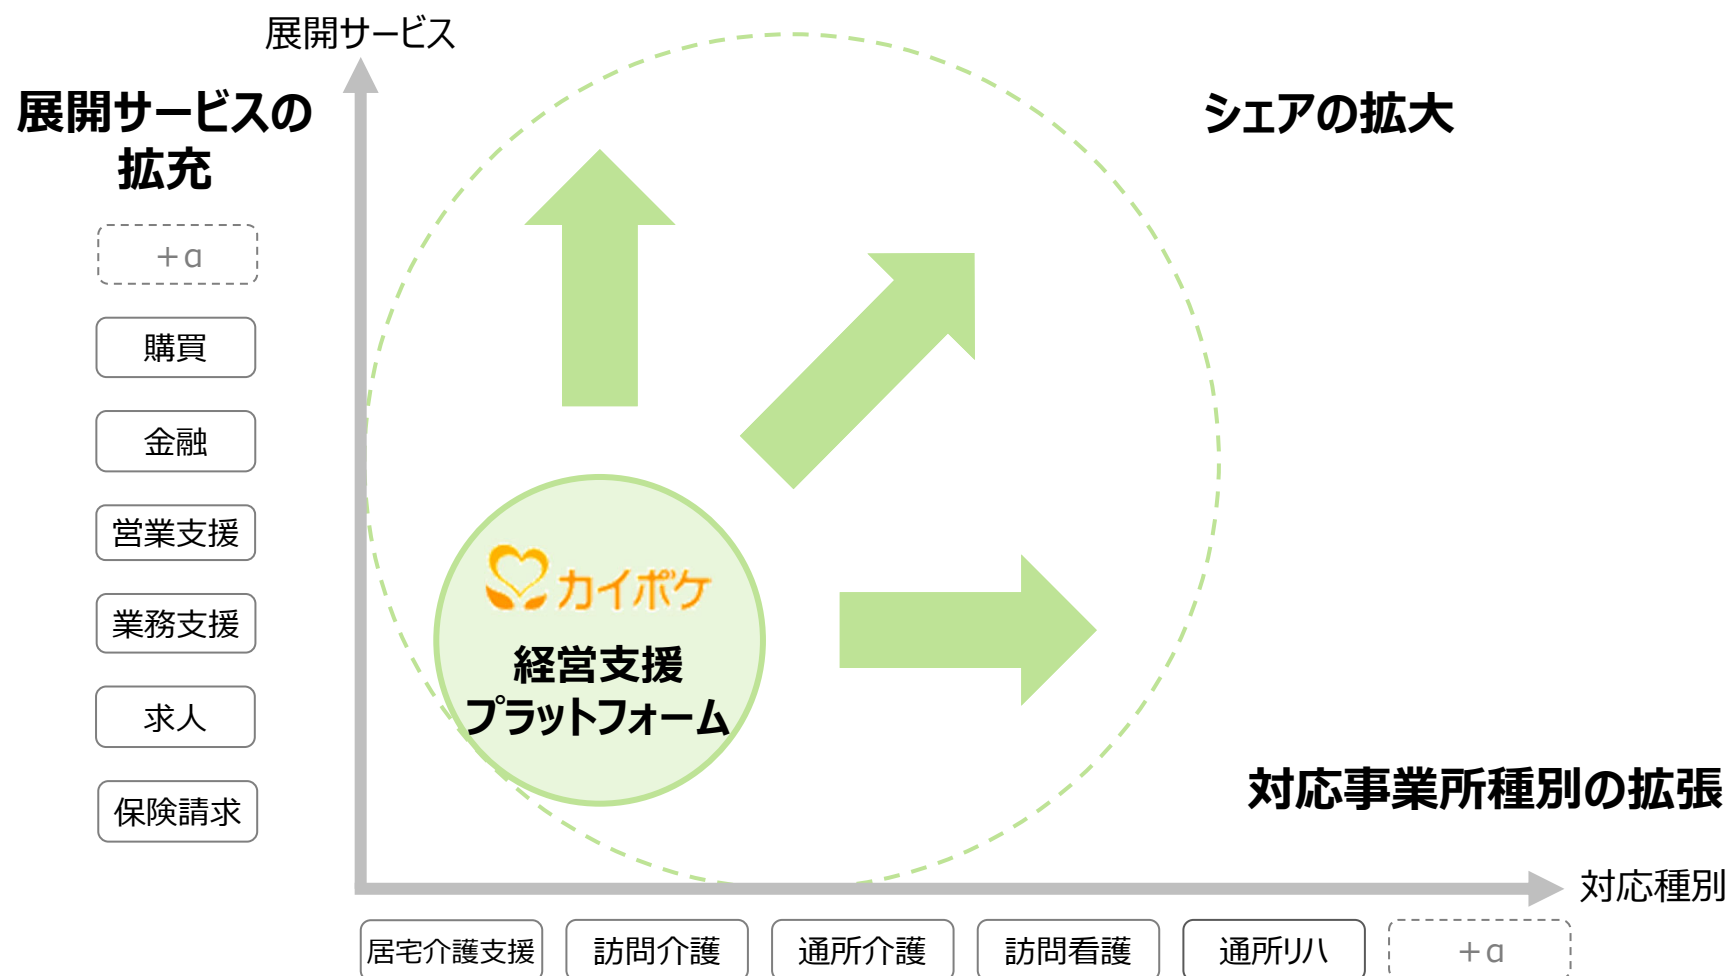 展開サービス
展開サービスの
拡充
シェアの拡大
+α
購買
金融
営業支援
業務支援
求人
保険請求
カイポケ
経営支援
プラットフォーム
対応事業所種別の拡張
対応種別
居宅介護支援
訪問介護
通所介護
訪問看護
通所リハ
+α